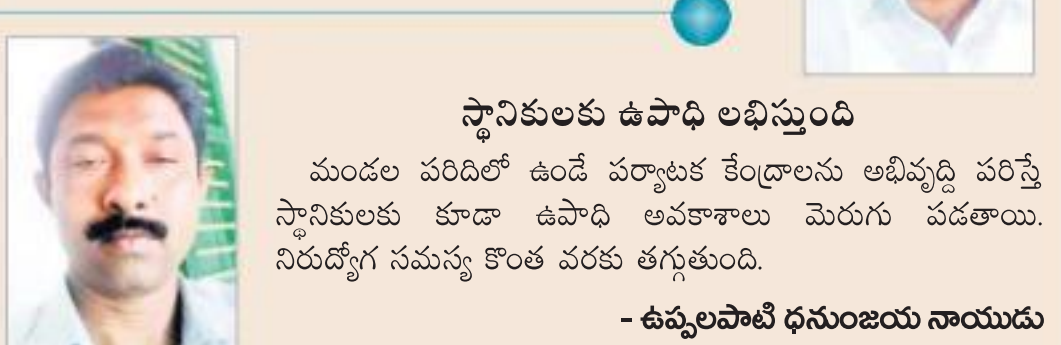 స్థానికులకు ఉపాధి లభిస్తుంది
మండల పరిదిలో ఉండే పర్యాటక కేంద్రాలను అభివృద్ది పరిస్తే
స్థానికులకు కూడా ఉపాధి అవకాశాలు మెరుగు పడతాయి.
నిరుద్యోగ సమస్య కొంత వరకు తగ్గుతుంది.
- ఉప్పలపాటి ధనుంజయ నాయుడు